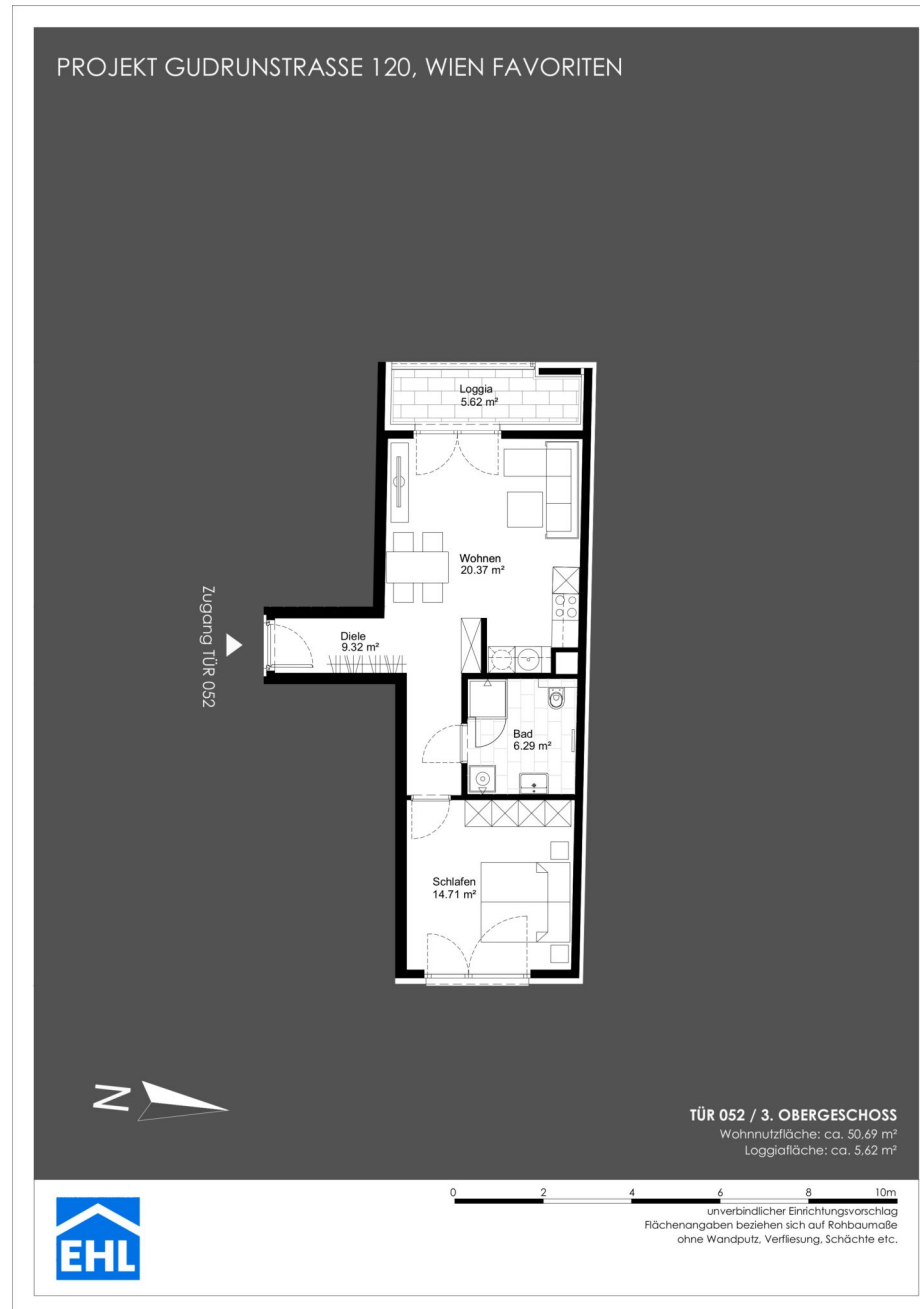 PROJEKT GUDRUNSTRASSE 120, WIEN FAVORITEN
Loggia
5.62 m²
Wohnen
20.37 m²
Zugang TÜR 052
Diele
9.32 m²
Bad
6.29 m²
Schlafen
14.71 m²
N
TÜR 052 / 3. OBERGESCHOSS
Wohnnutzfläche: ca. 50,69 m²
Loggiafläche: ca. 5,62 m²
0 2 4 6 8 10m
unverbindlicher Einrichtungsvorschlag
Flächenangaben beziehen sich auf Rohbaumaße
ohne Wandputz, Verfliesung, Schächte etc.
EHL